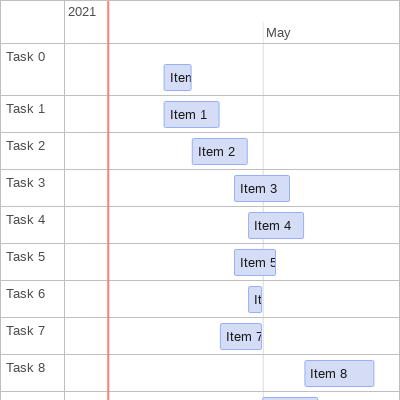 2021
May
Task 0
Iten
Task 1
Item 1
Task 2
Item 2
Task 3
Item 3
Task 4
Item 4
Task 5
Item 5
Task 6
It
Task 7
Item 7
Task 8
Item 8